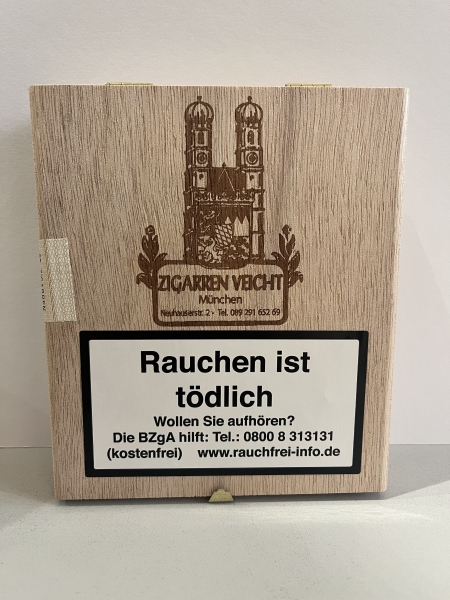 ZIGARREN VEICHT
München
Neuhauserstr. 2 • Tel. 089 291 652 69
Rauchen ist
tödlich
Wollen Sie aufhören?
Die BZgA hilft: Tel.: 0800 8 313131
(kostenfrei) www.rauchfrei-info.de